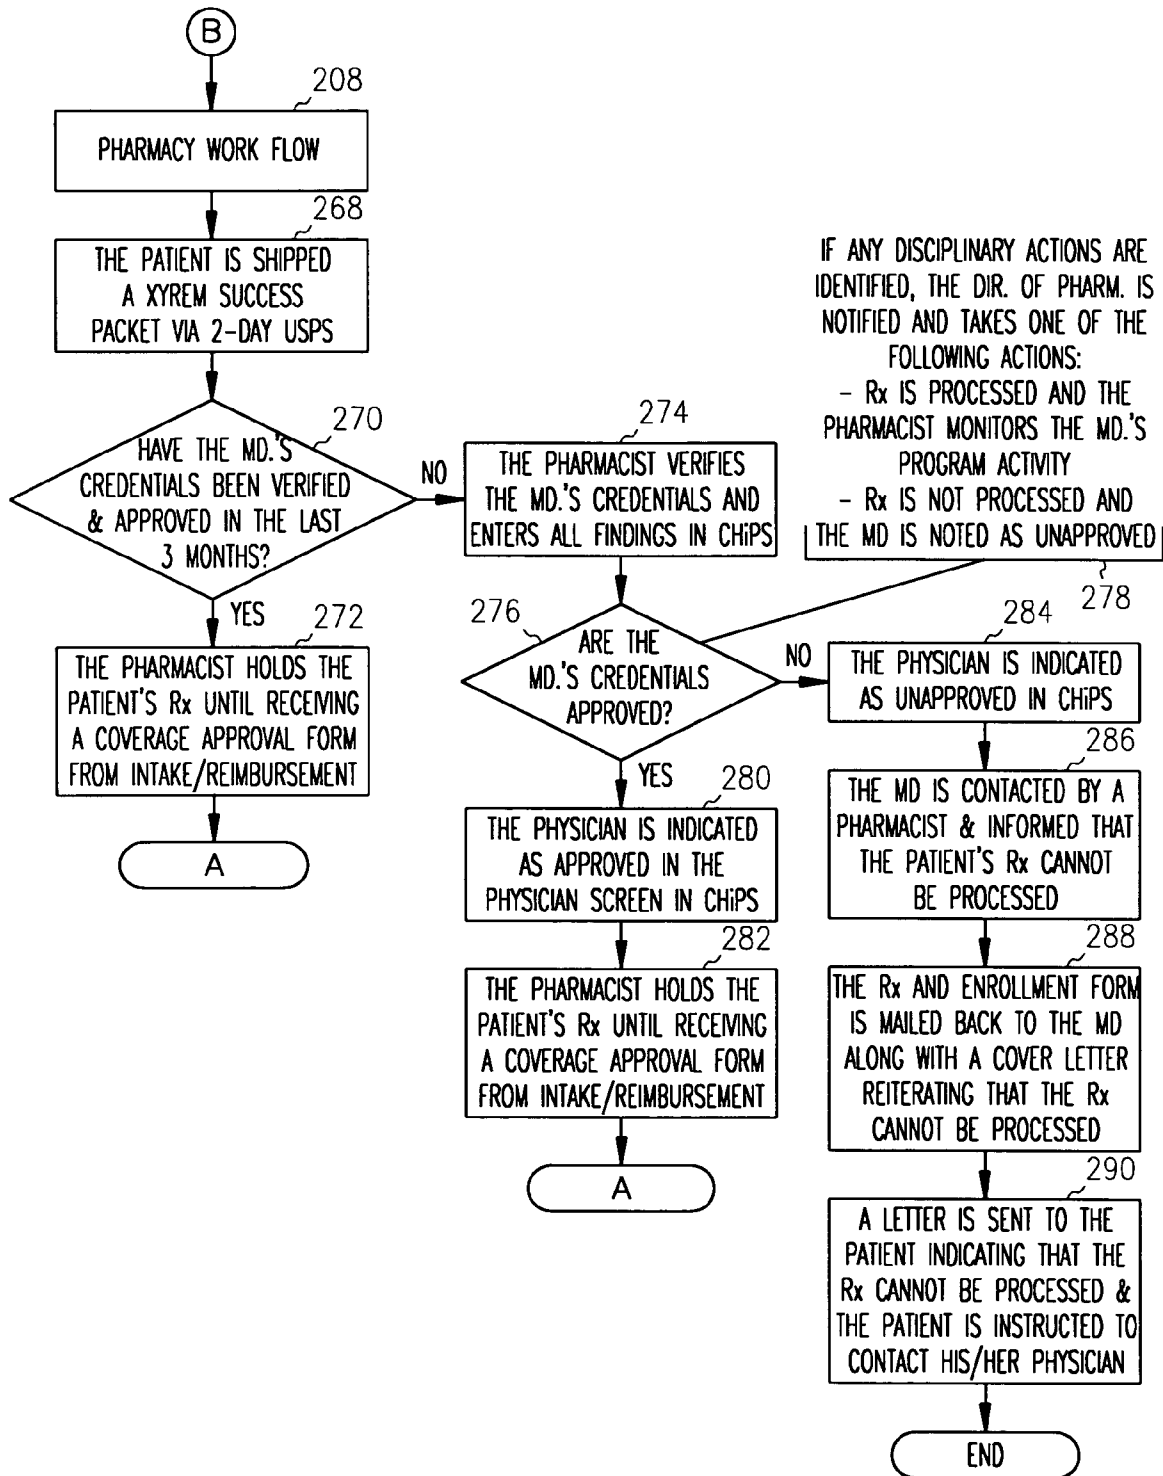 B
208
PHARMACY WORK FLOW
268
THE PATIENT IS SHIPPED
A XYREM SUCCESS
PACKET VIA 2-DAY USPS
270
HAVE THE MD.'S
CREDENTIALS BEEN VERIFIED
& APPROVED IN THE LAST
3 MONTHS?
NO
YES
272
THE PHARMACIST HOLDS THE
PATIENT'S Rx UNTIL RECEIVING
A COVERAGE APPROVAL FORM
FROM INTAKE/REIMBURSEMENT
A
274
THE PHARMACIST VERIFIES
THE MD.'S CREDENTIALS AND
ENTERS ALL FINDINGS IN CHiPS
276
ARE THE
MD.'S CREDENTIALS
APPROVED?
NO
YES
IF ANY DISCIPLINARY ACTIONS ARE
IDENTIFIED, THE DIR. OF PHARM. IS
NOTIFIED AND TAKES ONE OF THE
FOLLOWING ACTIONS:
- Rx IS PROCESSED AND THE
PHARMACIST MONITORS THE MD.'S
PROGRAM ACTIVITY
- Rx IS NOT PROCESSED AND
THE MD IS NOTED AS UNAPPROVED
278
280
THE PHYSICIAN IS INDICATED
AS APPROVED IN THE
PHYSICIAN SCREEN IN CHiPS
282
THE PHARMACIST HOLDS THE
PATIENT'S Rx UNTIL RECEIVING
A COVERAGE APPROVAL FORM
FROM INTAKE/REIMBURSEMENT
A
284
THE PHYSICIAN IS INDICATED
AS UNAPPROVED IN CHiPS
286
THE MD IS CONTACTED BY A
PHARMACIST & INFORMED THAT
THE PATIENT'S Rx CANNOT
BE PROCESSED
288
THE Rx AND ENROLLMENT FORM
IS MAILED BACK TO THE MD
ALONG WITH A COVER LETTER
REITERATING THAT THE Rx
CANNOT BE PROCESSED
290
A LETTER IS SENT TO THE
PATIENT INDICATING THAT THE
Rx CANNOT BE PROCESSED &
THE PATIENT IS INSTRUCTED TO
CONTACT HIS/HER PHYSICIAN
END